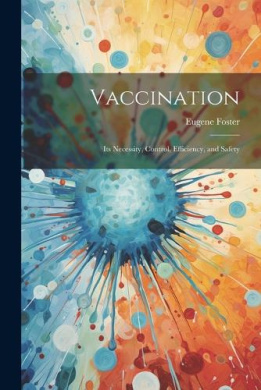 Vaccination
Eugene Foster
Its Necessity, Control, Efficiency, and Safety